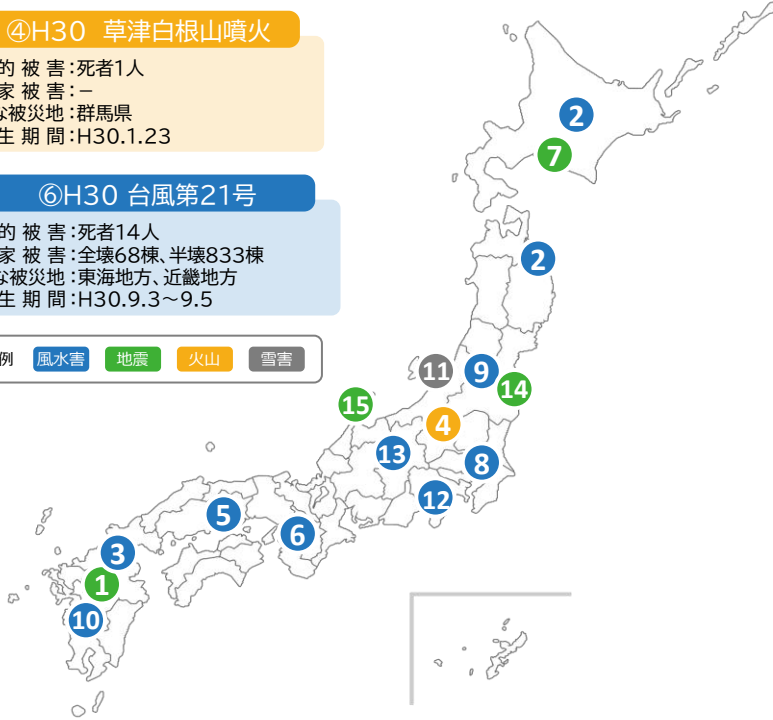 ④H30 草津白根山噴火
的 被 害:死者1人
家 被 害:－
な被災地:群馬県
生 期 間:H30.1.23
⑥H30 台風第21号
的 被 害:死者14人
家 被 害:全壊68棟、半壊833棟
な被災地:東海地方、近畿地方
生 期 間:H30.9.3～9.5
例 風水害 地震 火山 雪害
2
7
2
11
9
14
15
4
13
8
12
5
6
3
1
10